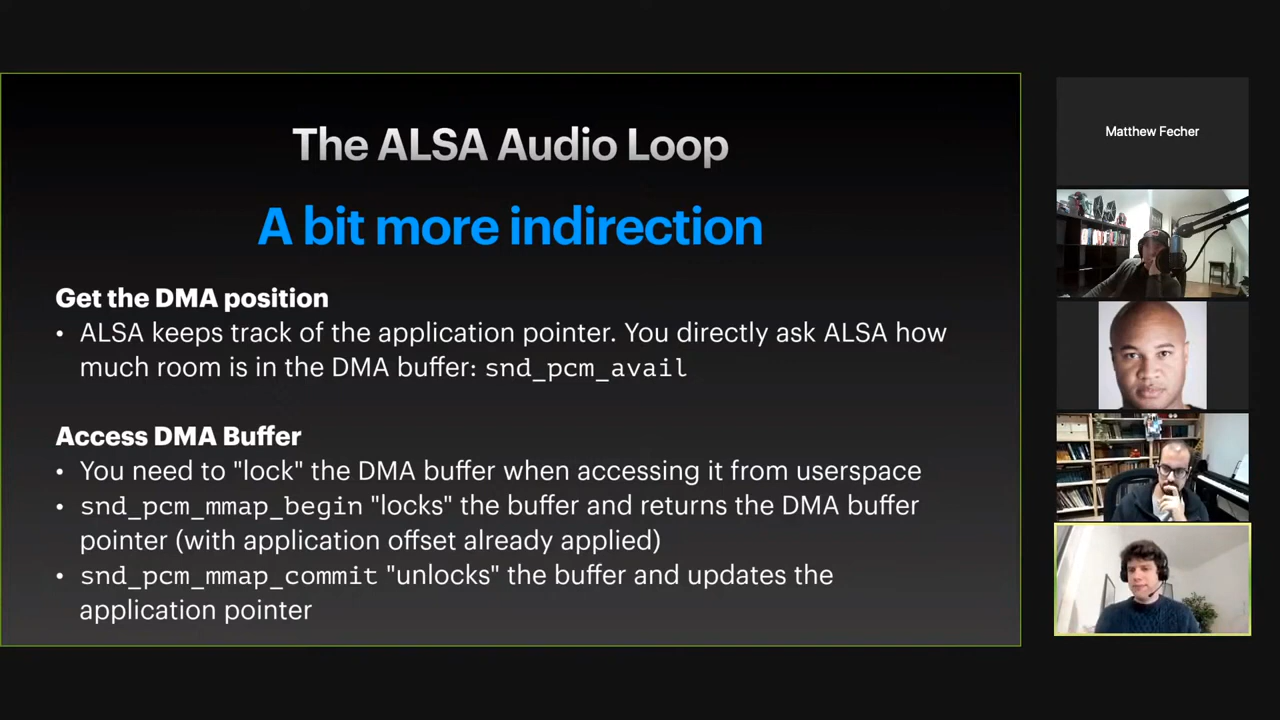 The ALSA Audio Loop
A bit more indirection
Get the DMA position
• ALSA keeps track of the application pointer. You directly ask ALSA how
much room is in the DMA buffer: snd_pcm_avail
Access DMA Buffer
• You need to "lock" the DMA buffer when accessing it from userspace
• snd_pcm_mmap_begin "locks" the buffer and returns the DMA buffer
pointer (with application offset already applied)
• snd_pcm_mmap_commit "unlocks" the buffer and updates the
application pointer
Matthew Fecher